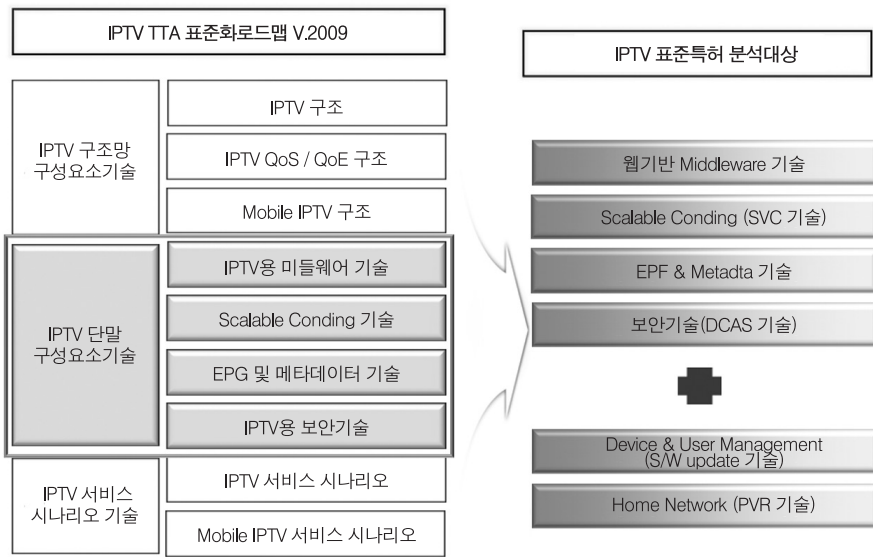 IPTV TTA 표준화로드맵 V.2009
IPTV 구조망
구성요소기술
IPTV 구조
IPTV QoS / QoE 구조
Mobile IPTV 구조
IPTV 단말
구성요소기술
IPTV용 미들웨어 기술
Scalable Conding 기술
EPG 및 메타데이터 기술
IPTV용 보안기술
IPTV 서비스
시나리오 기술
IPTV 서비스 시나리오
Mobile IPTV 서비스 시나리오
IPTV 표준특허 분석대상
웹기반 Middleware 기술
Scalable Conding (SVC 기술)
EPF & Metadta 기술
보안기술(DCAS 기술)
Device & User Management
(S/W update 기술)
Home Network (PVR 기술)